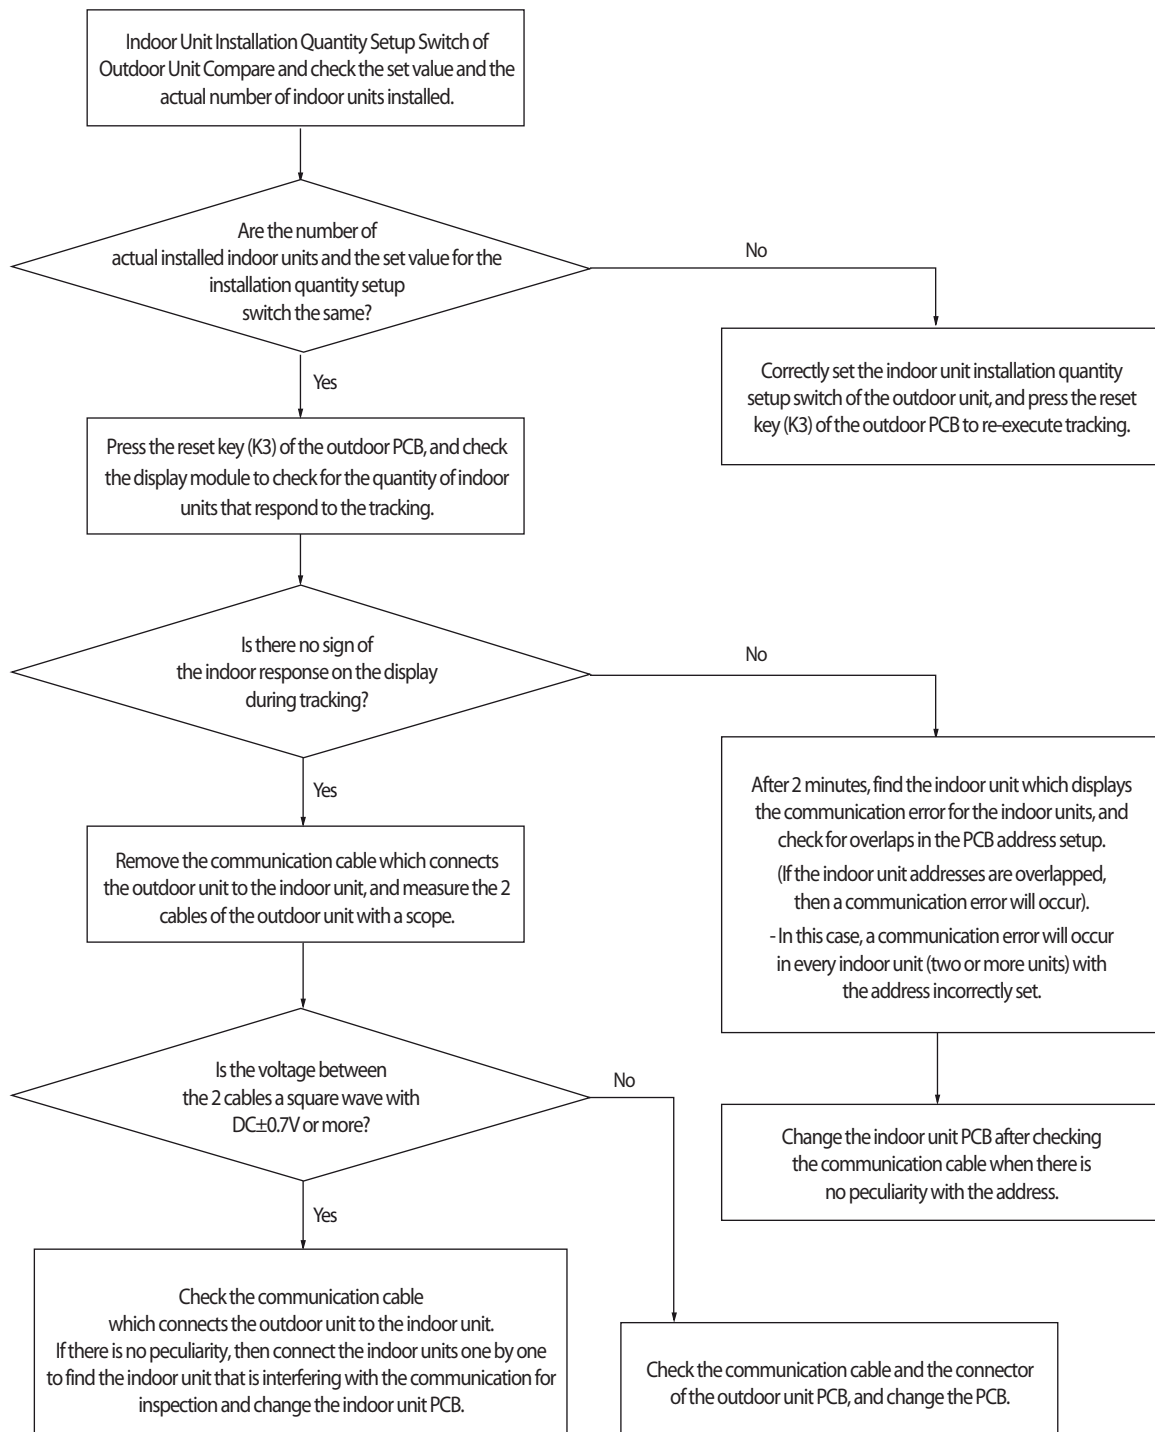 Indoor Unit Installation Quantity Setup Switch of
Outdoor Unit Compare and check the set value and the
actual number of indoor units installed.
Are the number of
actual installed indoor units and the set value for the
installation quantity setup
switch the same?
No
Yes
Correctly set the indoor unit installation quantity
setup switch of the outdoor unit, and press the reset
key (K3) of the outdoor PCB to re-execute tracking.
Press the reset key (K3) of the outdoor PCB, and check
the display module to check for the quantity of indoor
units that respond to the tracking.
Is there no sign of
the indoor response on the display
during tracking?
No
Yes
After 2 minutes, find the indoor unit which displays
the communication error for the indoor units, and
check for overlaps in the PCB address setup.
(If the indoor unit addresses are overlapped,
then a communication error will occur).
- In this case, a communication error will occur
in every indoor unit (two or more units) with
the address incorrectly set.
Remove the communication cable which connects
the outdoor unit to the indoor unit, and measure the 2
cables of the outdoor unit with a scope.
Is the voltage between
the 2 cables a square wave with
DC±0.7V or more?
No
Yes
Change the indoor unit PCB after checking
the communication cable when there is
no peculiarity with the address.
Check the communication cable
which connects the outdoor unit to the indoor unit.
If there is no peculiarity, then connect the indoor units one by one
to find the indoor unit that is interfering with the communication for
inspection and change the indoor unit PCB.
Check the communication cable and the connector
of the outdoor unit PCB, and change the PCB.